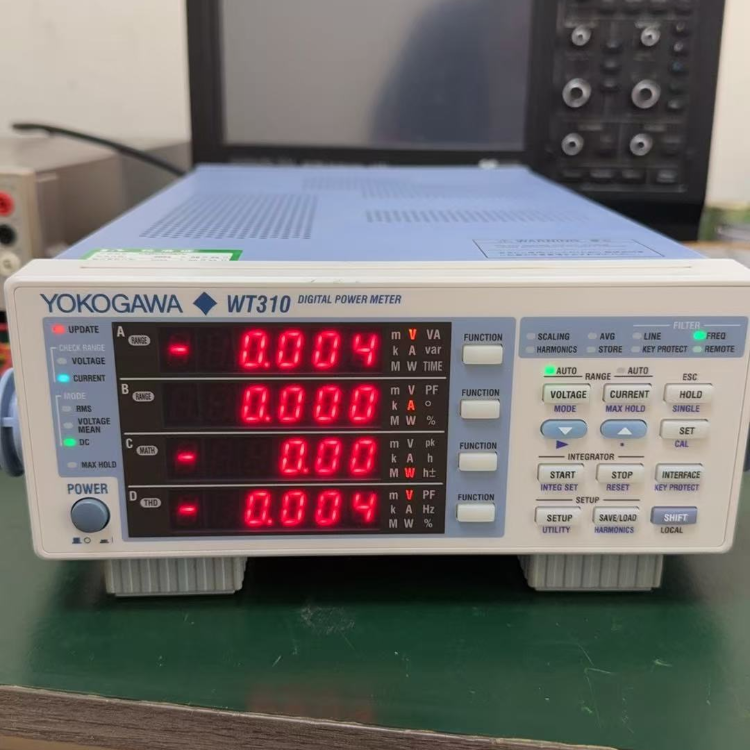 WARNING
YOKOGAWA WT310 DIGITAL POWER METER
UPDATE
CHECK RANGE
VOLTAGE
CURRENT
MODE
RMS
VOLTAGE
MEAN
DC
MAX HOLD
POWER
A RANGE - 0.004
m V VA
k A var
M W TIME
FUNCTION
B RANGE 0.000
m V PF
k A °
M W %
FUNCTION
C MATH - 0.00
m V pk
k A h
M W h±
FUNCTION
D THD - 0.004
m V PF
k A Hz
M W %
FUNCTION
FILTER
SCALING AVG LINE FREQ
HARMONICS STORE KEY PROTECT REMOTE
AUTO RANGE AUTO ESC
VOLTAGE CURRENT HOLD
MODE MAX HOLD SINGLE
SET
CAL
INTEGRATOR
START STOP INTERFACE
INTEG SET RESET KEY PROTECT
SETUP
SETUP SAVE/LOAD SHIFT
UTILITY HARMONICS LOCAL